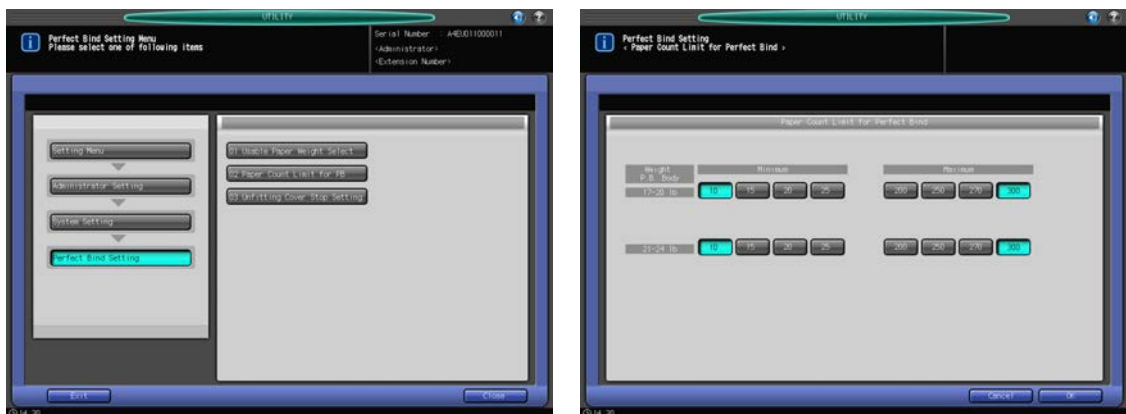 UTILITY
Perfect Bind Setting Menu
Please select one of following items
Serial Number : A4EU011000011
<Administrator>
<Extension Number>
Setting Menu
Administrator Setting
System Setting
Perfect Bind Setting
01 Usable Paper Weight Select
02 Paper Count Limit for PB
03 Unfitting Cover Stop Setting
Exit
Close
14:20
UTILITY
Perfect Bind Setting
< Paper Count Limit for Perfect Bind >
Paper Count Limit for Perfect Bind
Weight
P.B. Body
Minimum
Maximum
17-20 lb
10 15 20 25
200 250 270 300
21-24 lb
10 15 20 25
200 250 270 300
Cancel
OK
14:20